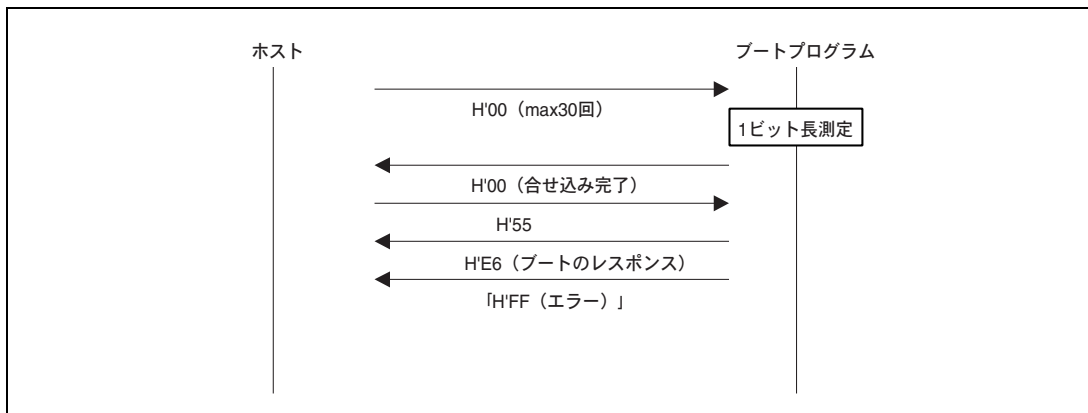 ホスト
ブートプログラム
H'00（max30回）
1ビット長測定
H'00（合せ込み完了）
H'55
H'E6（ブートのレスポンス）
「H'FF（エラー）」